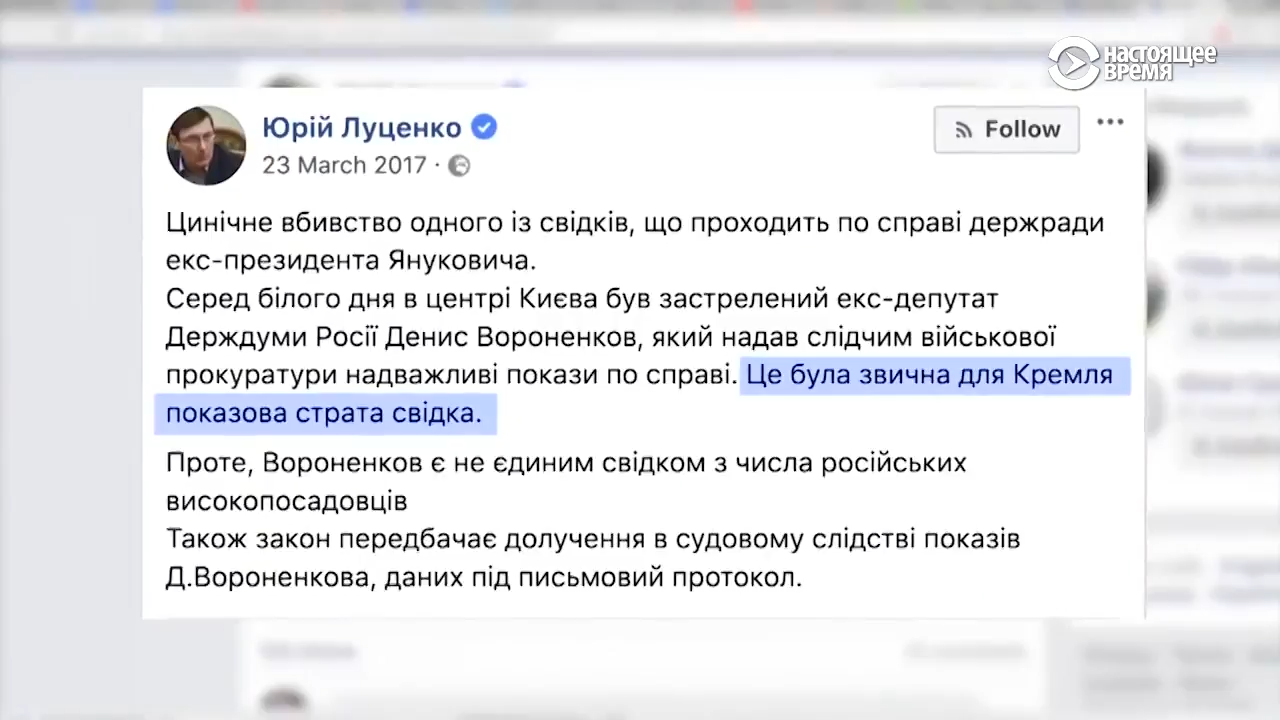 настоящее
время
Юрій Луценко
23 March 2017 ·
Follow
Цинічне вбивство одного із свідків, що проходить по справі держради
екс-президента Януковича.
Серед білого дня в центрі Києва був застрелений екс-депутат
Держдуми Росії Денис Вороненков, який надав слідчим військової
прокуратури надважливі покази по справі. Це була звична для Кремля
показова страта свідка.
Проте, Вороненков є не єдиним свідком з числа російських
високопосадовців
Також закон передбачає долучення в судовому слідстві показів
Д.Вороненкова, даних під письмовий протокол.